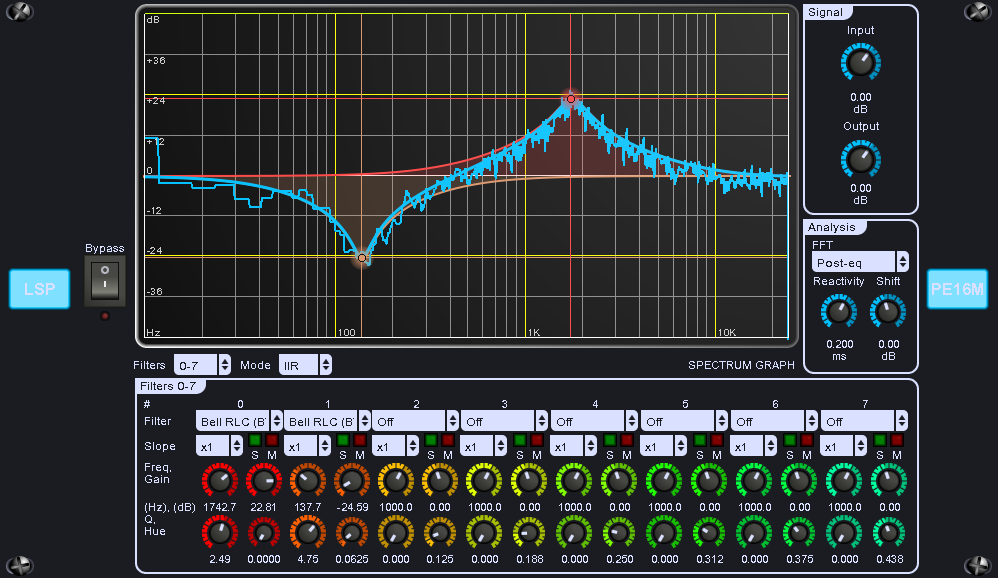 dB
+36
+24
+12
0
-12
-24
-36
Hz 100 1K 10K
Signal
Input
0.00
dB
Output
0.00
dB
Analysis
FFT
Post-eq
Reactivity Shift
0.200 0.00
ms dB
Bypass
LSP
PE16M
Filters 0-7 Mode IIR SPECTRUM GRAPH
Filters 0-7
# 0 1 2 3 4 5 6 7
Filter Bell RLC (B Bell RLC (B Off Off Off Off Off Off
Slope x1 x1 x1 x1 x1 x1 x1 x1
S M S M S M S M S M S M S M S M
Freq,
Gain
(Hz), (dB) 1742.7 22.81 137.7 -24.59 1000.0 0.00 1000.0 0.00 1000.0 0.00 1000.0 0.00 1000.0 0.00 1000.0 0.00
Q,
Hue
2.49 0.0000 4.75 0.0625 0.000 0.125 0.000 0.188 0.000 0.250 0.000 0.312 0.000 0.375 0.000 0.438